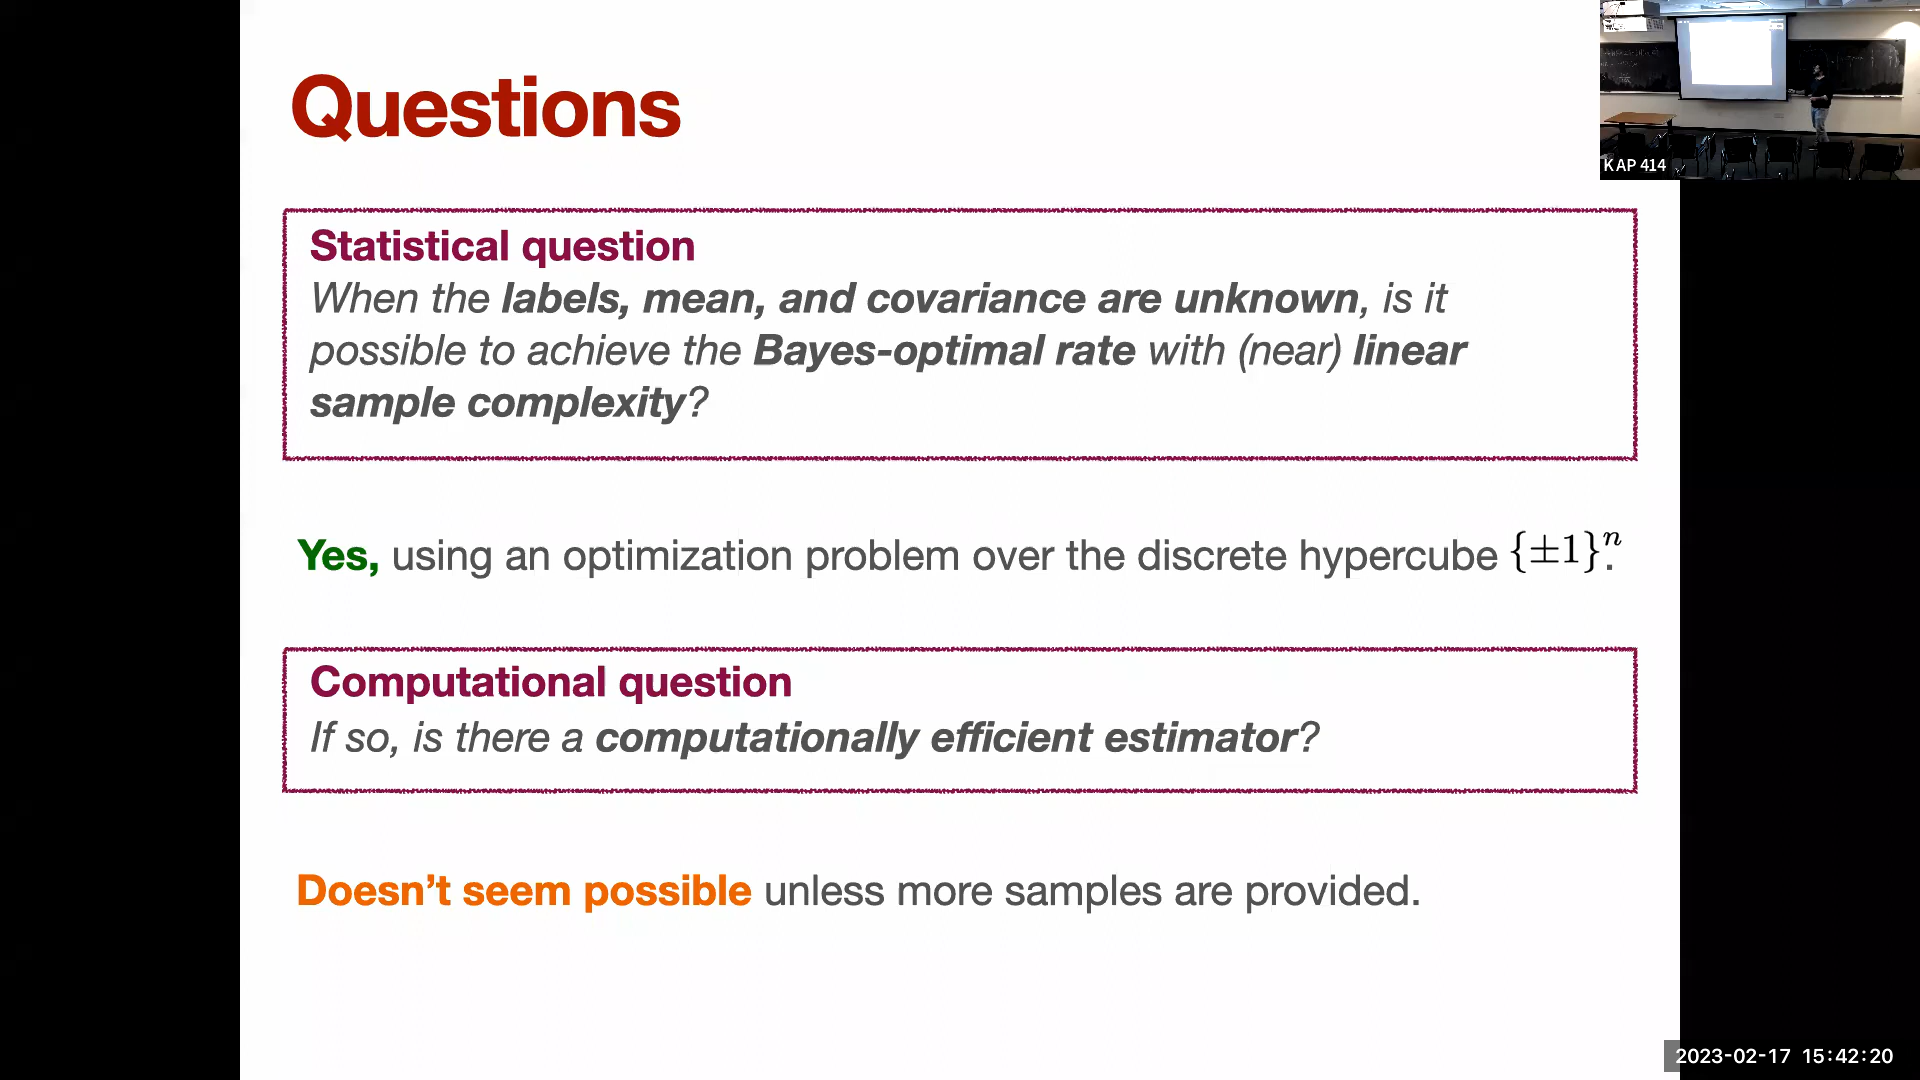 Questions
Statistical question
When the labels, mean, and covariance are unknown, is it
possible to achieve the Bayes-optimal rate with (near) linear
sample complexity?
Yes, using an optimization problem over the discrete hypercube {±1}ⁿ.
Computational question
If so, is there a computationally efficient estimator?
Doesn't seem possible unless more samples are provided.
KAP 414
2023-02-17 15:42:20